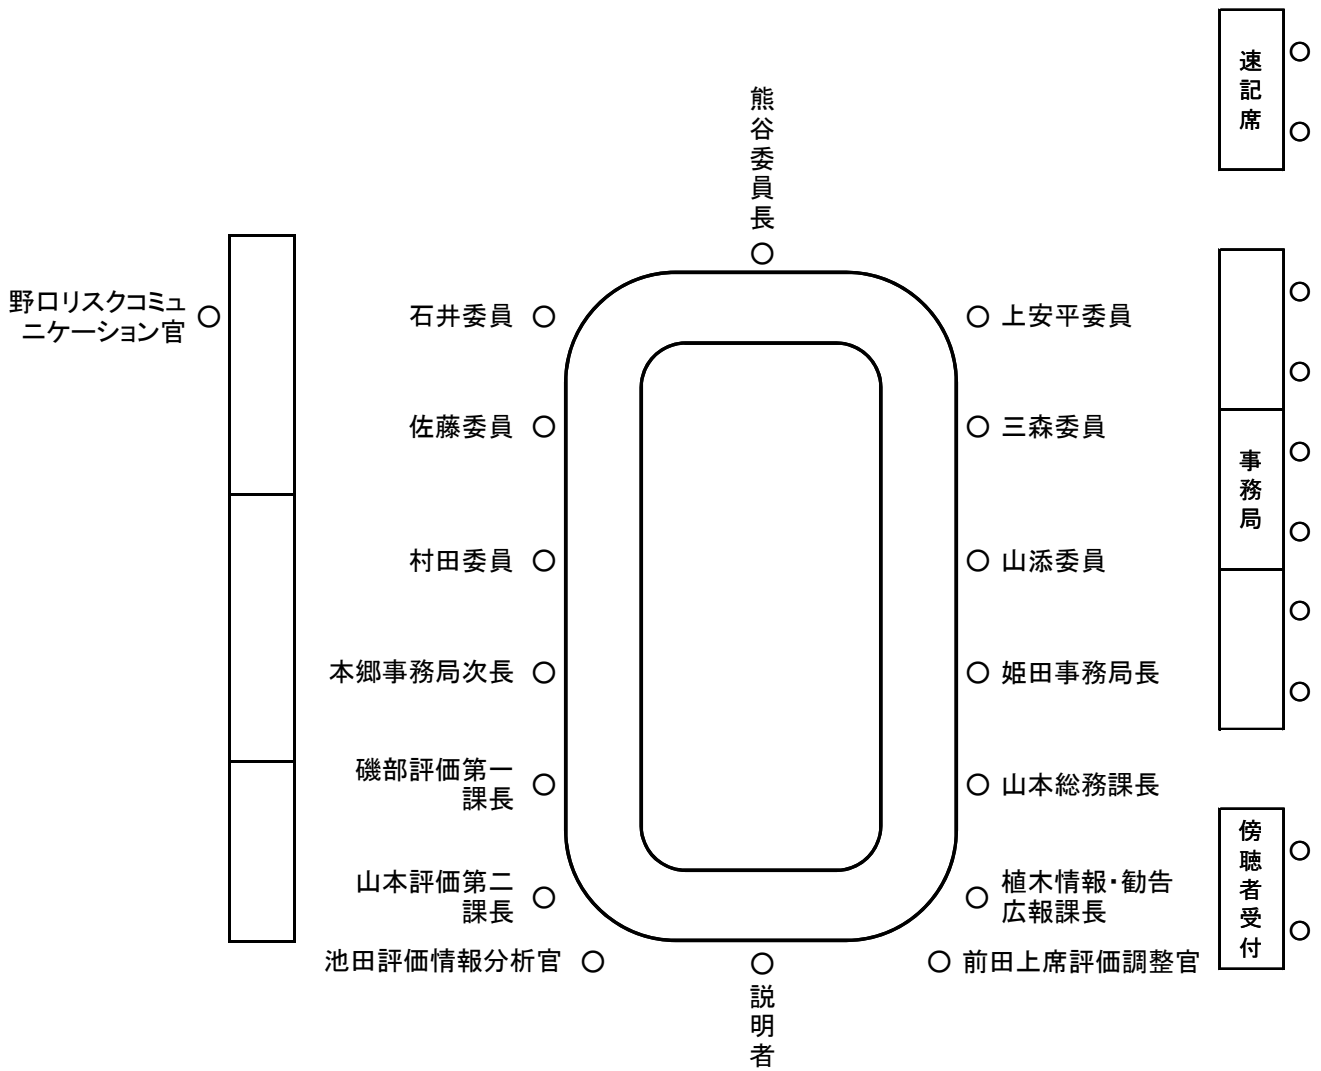 速記席
熊谷委員長
野口リスクコミュ
ニケーション官
石井委員
上安平委員
佐藤委員
三森委員
事務局
村田委員
山添委員
本郷事務局次長
姫田事務局長
磯部評価第一
課長
山本総務課長
傍聴者受付
山本評価第二
課長
植木情報・勧告
広報課長
池田評価情報分析官
前田上席評価調整官
説明者